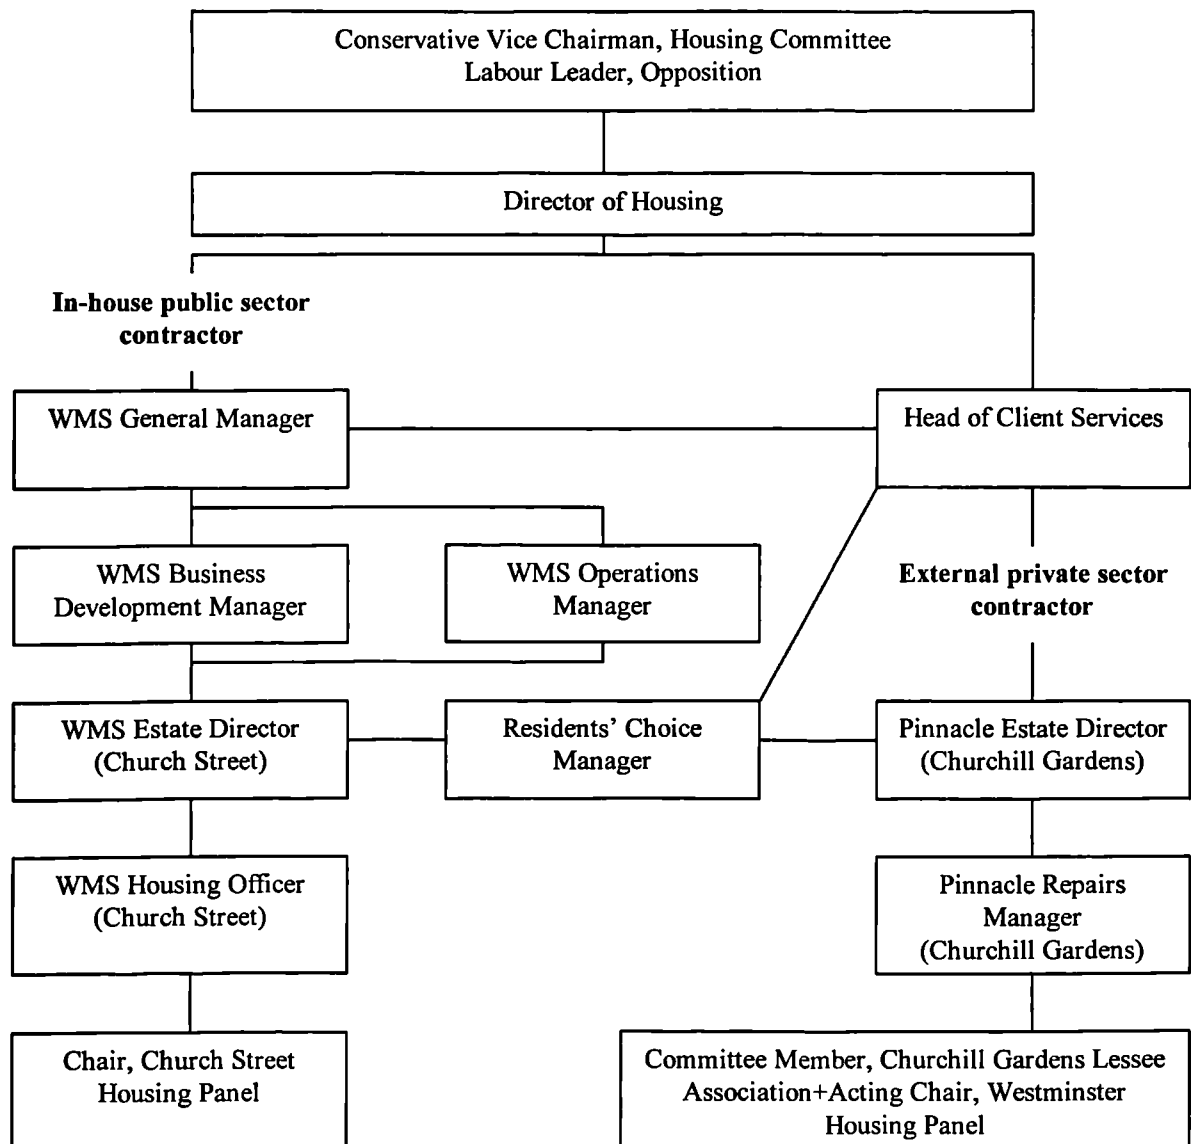 Conservative Vice Chairman, Housing Committee
Labour Leader, Opposition
Director of Housing
In-house public sector
contractor
WMS General Manager
Head of Client Services
WMS Business
Development Manager
WMS Operations
Manager
External private sector
contractor
WMS Estate Director
(Church Street)
Residents' Choice
Manager
Pinnacle Estate Director
(Churchill Gardens)
WMS Housing Officer
(Church Street)
Pinnacle Repairs
Manager
(Churchill Gardens)
Chair, Church Street
Housing Panel
Committee Member, Churchill Gardens Lessee
Association+Acting Chair, Westminster
Housing Panel